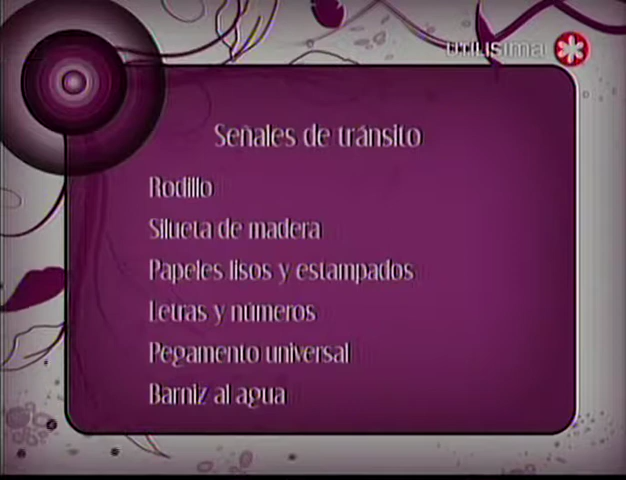 utilisima
Señales de tránsito
Rodillo
Silueta de madera
Papeles lisos y estampados
Letras y números
Pegamento universal
Barniz al agua